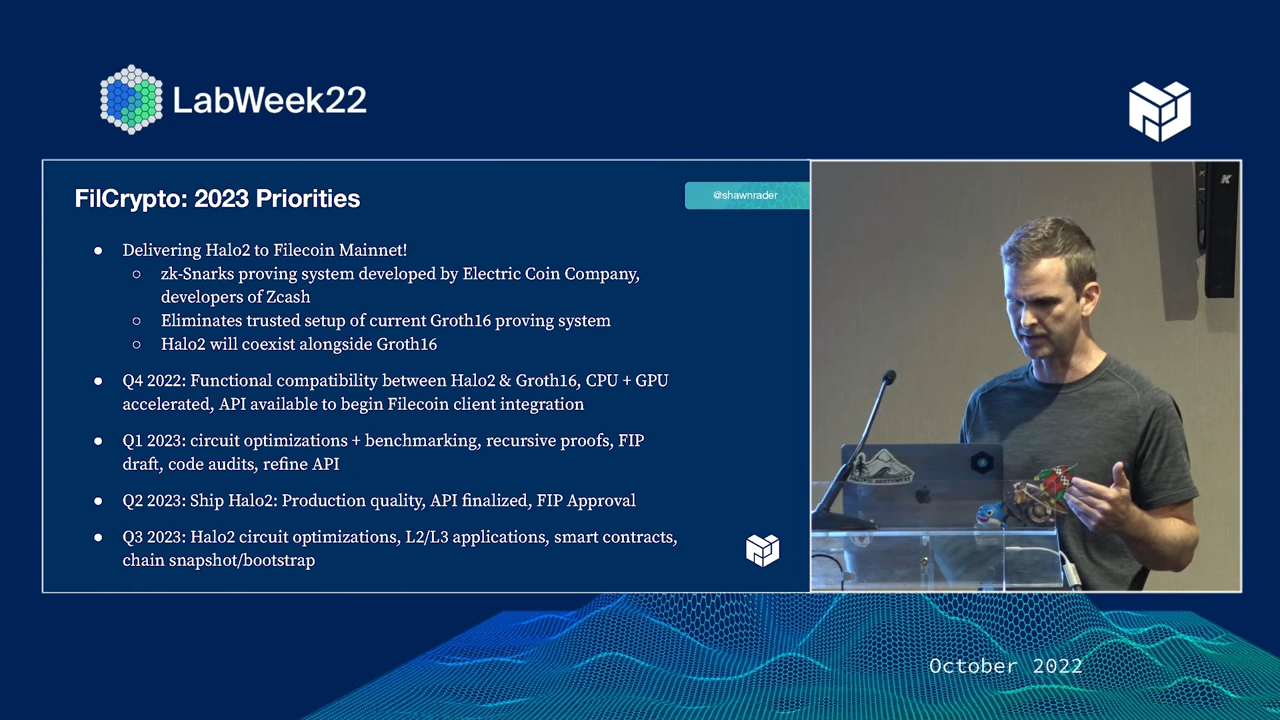 LabWeek22
FilCrypto: 2023 Priorities
@shawnrader
● Delivering Halo2 to Filecoin Mainnet!
○ zk-Snarks proving system developed by Electric Coin Company,
developers of Zcash
○ Eliminates trusted setup of current Groth16 proving system
○ Halo2 will coexist alongside Groth16
● Q4 2022: Functional compatibility between Halo2 & Groth16, CPU + GPU
accelerated, API available to begin Filecoin client integration
● Q1 2023: circuit optimizations + benchmarking, recursive proofs, FIP
draft, code audits, refine API
● Q2 2023: Ship Halo2: Production quality, API finalized, FIP Approval
● Q3 2023: Halo2 circuit optimizations, L2/L3 applications, smart contracts,
chain snapshot/bootstrap
K
October 2022